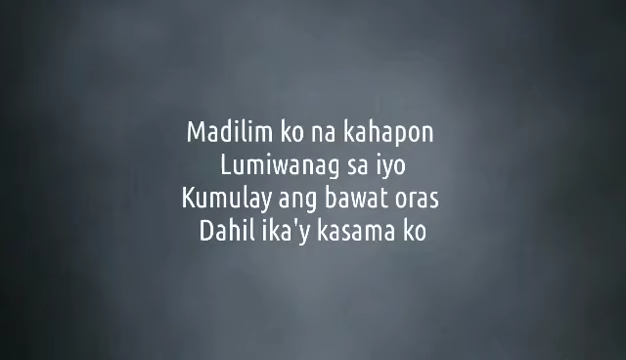 Madilim ko na kahapon
Lumiwanag sa iyo
Kumulay ang bawat oras
Dahil ika'y kasama ko